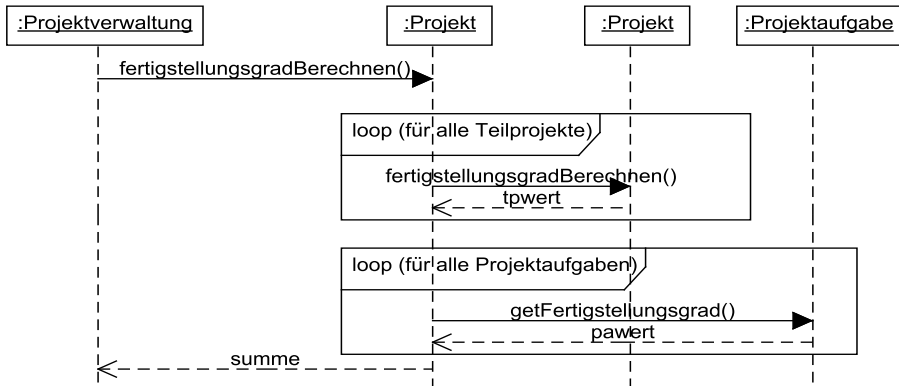 :Projektverwaltung
:Projekt
:Projekt
:Projektaufgabe
fertigstellungsgradBerechnen()
loop (für alle Teilprojekte)
fertigstellungsgradBerechnen()
tpwert
loop (für alle Projektaufgaben)
getFertigstellungsgrad()
pawert
summe